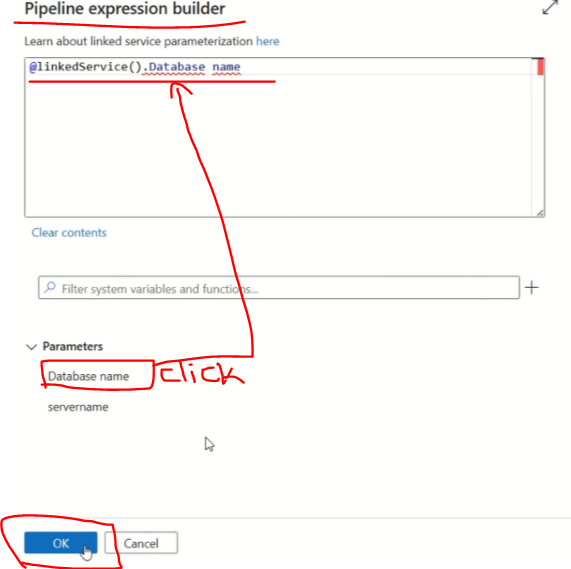 Pipeline expression builder
Learn about linked service parameterization here
@linkedService().Database name
Clear contents
Filter system variables and functions...
Parameters
Database name click
servername
OK Cancel